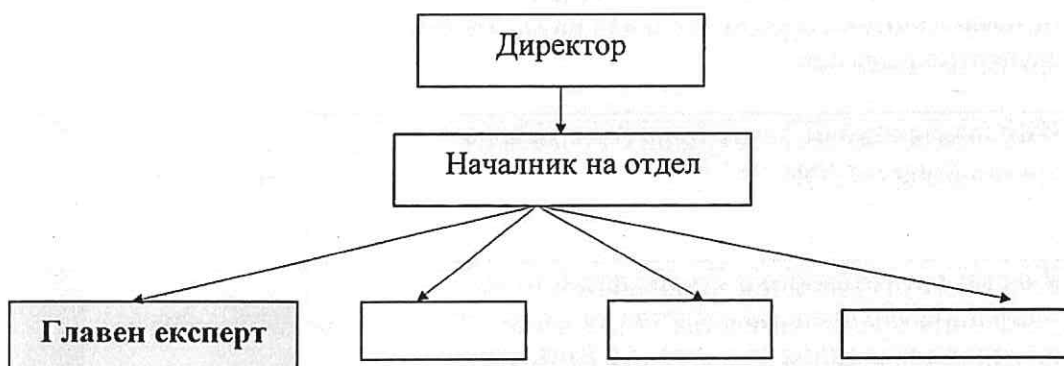 Директор
Началник на отдел
Главен експерт